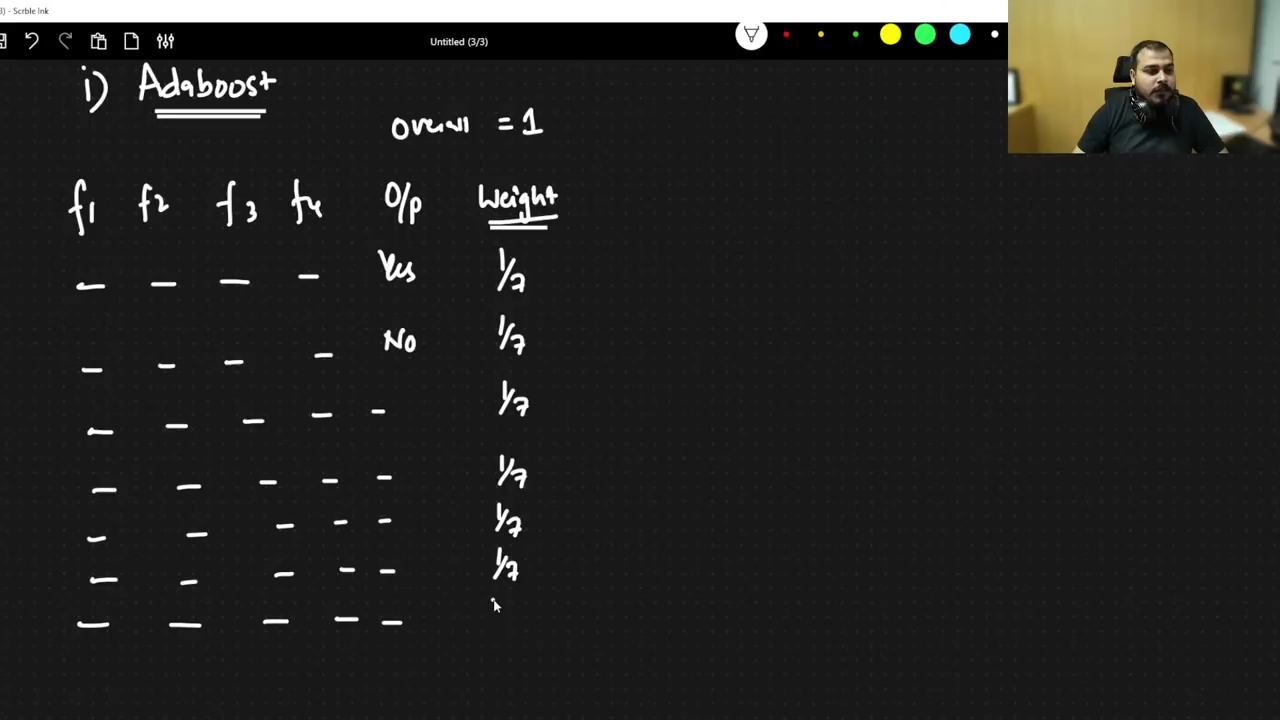 3) - Scrble Ink
Untitled (3/3)
i) Adaboost
Overall = 1
f1 f2 f3 f4 O/p Weight
— — — — Yes 1/7
— — — — No 1/7
— — — — - 1/7
— — — — - 1/7
— — — — - 1/7
— — — — - 1/7
— — — — -